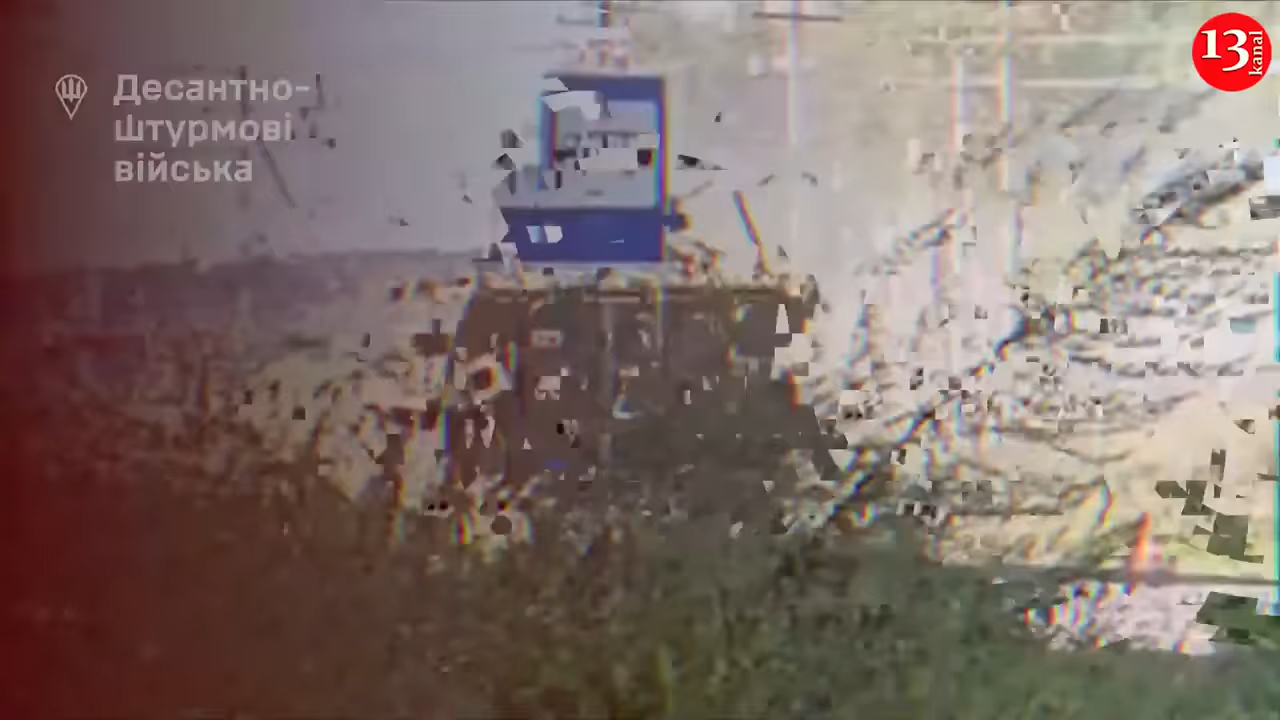 Десантно-
штурмові
війська
13
kanal